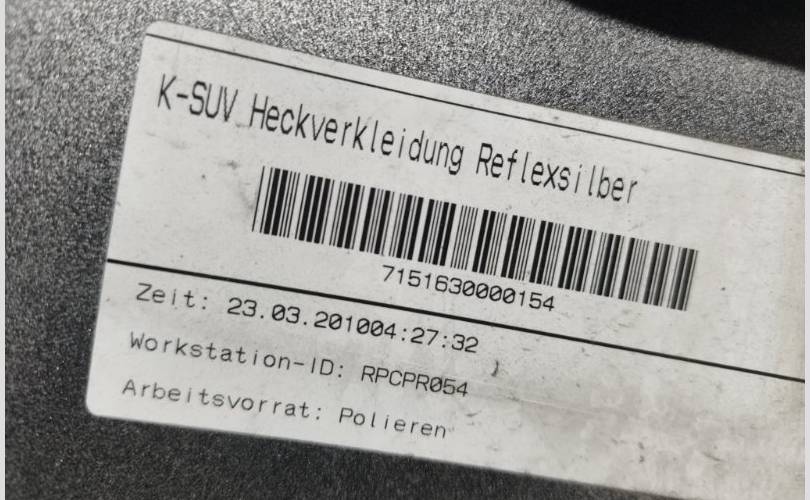 K-SUV Heckverkleidung Reflexsilber
7151630000154
Zeit: 23.03.201004:27:32
Workstation-ID: RPCPR054
Arbeitsvorrat: Polieren